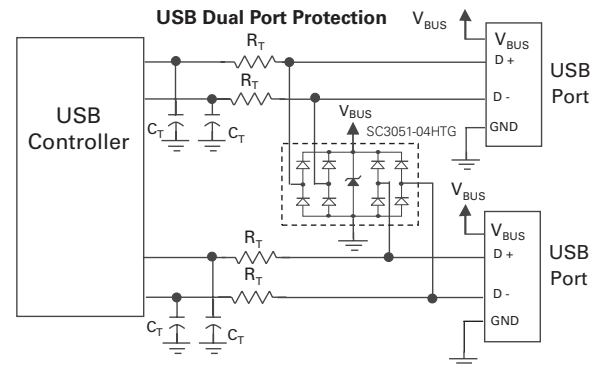 USB Dual Port Protection
VBUS
RT
VBUS
D +
USB
Port
RT
D -
USB
Controller
CT
CT
VBUS
SC3051-04HTG
GND
VBUS
RT
VBUS
D +
USB
Port
RT
D -
CT
CT
GND